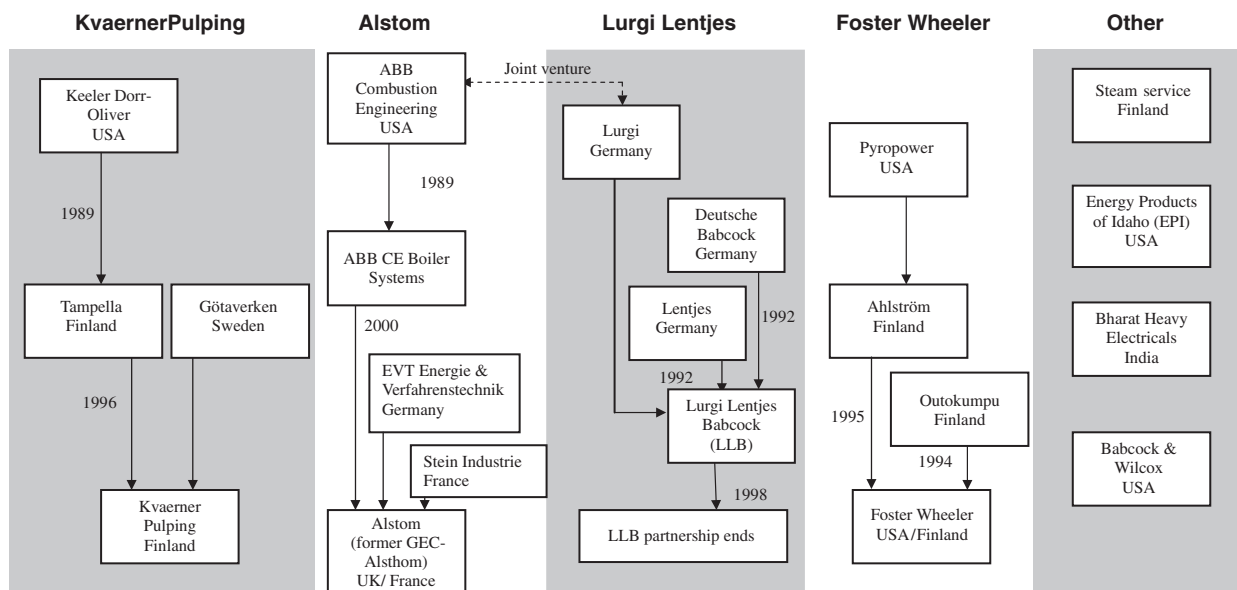 KvaernerPulping
Alstom
Lurgi Lentjes
Foster Wheeler
Other
Keeler Dorr-
Oliver
USA
1989
Tampella
Finland
Götaverken
Sweden
1996
Kvaerner
Pulping
Finland
ABB
Combustion
Engineering
USA
Joint venture
1989
ABB CE Boiler
Systems
2000
EVT Energie &
Verfahrenstechnik
Germany
Stein Industrie
France
Alstom
(former GEC-
Alsthom)
UK/ France
Lurgi
Germany
Deutsche
Babcock
Germany
Lentjes
Germany
1992
1992
Lurgi Lentjes
Babcock
(LLB)
1998
LLB partnership ends
Pyropower
USA
Ahlström
Finland
1995
Outokumpu
Finland
1994
Foster Wheeler
USA/Finland
Steam service
Finland
Energy Products
of Idaho (EPI)
USA
Bharat Heavy
Electricals
India
Babcock &
Wilcox
USA